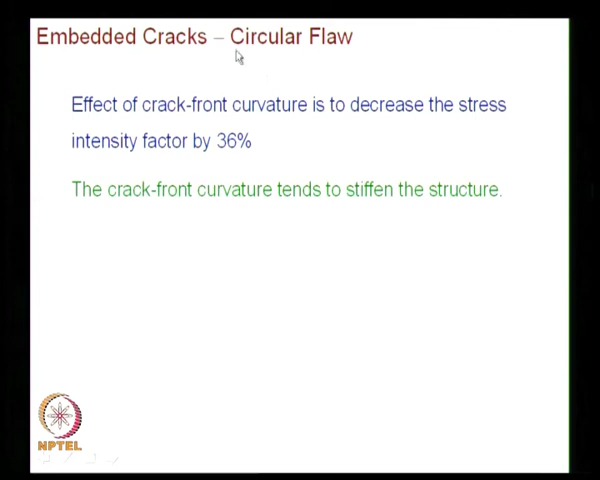 Embedded Cracks – Circular Flaw
Effect of crack-front curvature is to decrease the stress
intensity factor by 36%
The crack-front curvature tends to stiffen the structure.
NPTEL